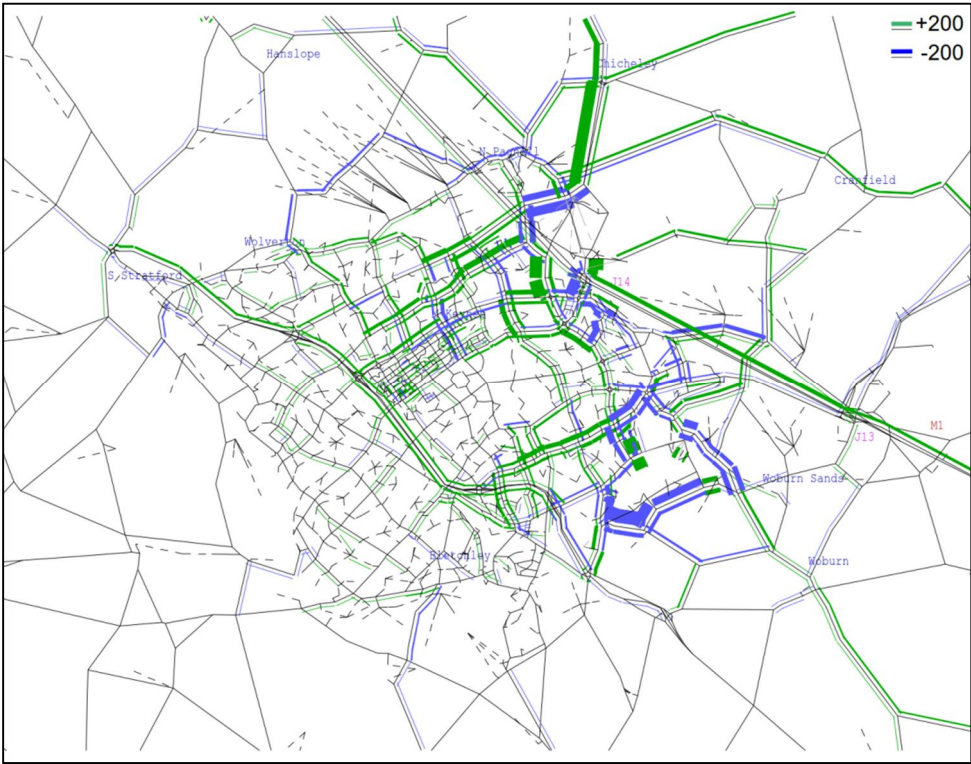 +200
-200
Hanslope
Chicheley
N Pagnell
Cranfield
Wolverton
S Stratford
J14
M1
J13
Woburn Sands
Bletchley
Woburn